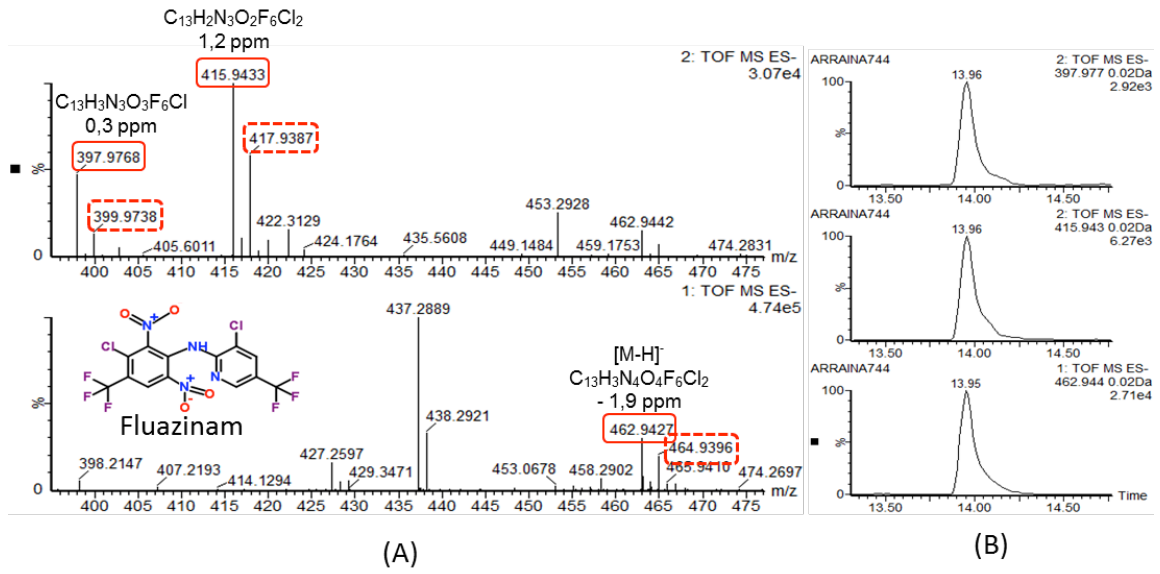 C13H2N3O2F6Cl2
1,2 ppm
2: TOF MS ES-
3.07e4
415.9433
C13H3N3O3F6Cl
0,3 ppm
417.9387
397.9768
%
399.9738
453.2928
422.3129
462.9442
405.6011
424.1764
435.5608
449.1484
459.1753
474.2831
0
m/z
400 405 410 415 420 425 430 435 440 445 450 455 460 465 470 475
1: TOF MS ES-
4.74e5
437.2889
O
O
N+
Cl
Cl
NH
F
F
F
N
N+
O
O-
F
F
F
Fluazinam
[M-H]-
C13H3N4O4F6Cl2
- 1,9 ppm
%
462.9427
438.2921
464.9396
427.2597
398.2147
407.2193
414.1294
429.3471
453.0678
458.2902
465.9410
474.2697
0
m/z
400 405 410 415 420 425 430 435 440 445 450 455 460 465 470 475
(A)
ARRAINA744
2: TOF MS ES-
397.977 0.02Da
2.92e3
100
13.96
%
0
13.50 14.00 14.50
ARRAINA744
2: TOF MS ES-
415.943 0.02Da
6.27e3
100
13.96
%
0
13.50 14.00 14.50
ARRAINA744
1: TOF MS ES-
462.944 0.02Da
2.71e4
100
13.95
%
0
Time
13.50 14.00 14.50
(B)